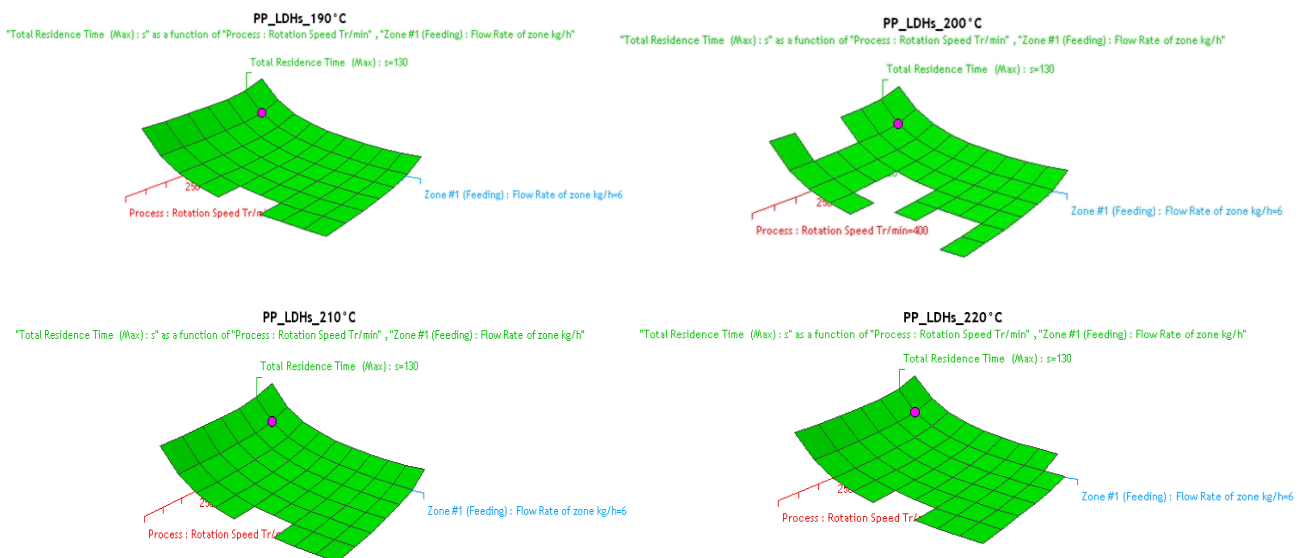 PP_LDHs_190°C
"Total Residence Time (Max) : s" as a function of "Process : Rotation Speed Tr/min" , "Zone #1 (Feeding) : Flow Rate of zone kg/h"
Total Residence Time (Max) : s=130
Zone #1 (Feeding) : Flow Rate of zone kg/h=6
Process : Rotation Speed Tr/mi
PP_LDHs_200°C
"Total Residence Time (Max) : s" as a function of "Process : Rotation Speed Tr/min" , "Zone #1 (Feeding) : Flow Rate of zone kg/h"
Total Residence Time (Max) : s=130
Zone #1 (Feeding) : Flow Rate of zone kg/h=6
Process : Rotation Speed Tr/min=400
PP_LDHs_210°C
"Total Residence Time (Max) : s" as a function of "Process : Rotation Speed Tr/min" , "Zone #1 (Feeding) : Flow Rate of zone kg/h"
Total Residence Time (Max) : s=130
Zone #1 (Feeding) : Flow Rate of zone kg/h=6
Process : Rotation Speed Tr/m
PP_LDHs_220°C
"Total Residence Time (Max) : s" as a function of "Process : Rotation Speed Tr/min" , "Zone #1 (Feeding) : Flow Rate of zone kg/h"
Total Residence Time (Max) : s=130
Zone #1 (Feeding) : Flow Rate of zone kg/h=6
Process : Rotation Speed Tr/